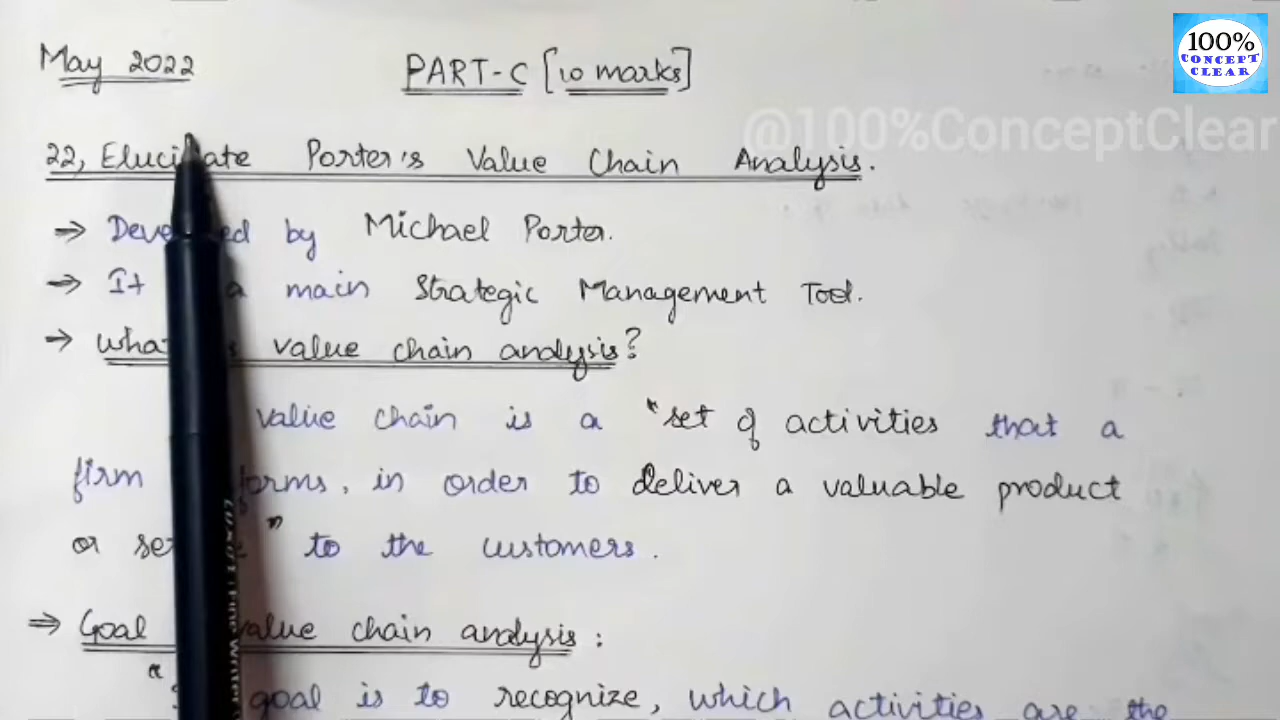 May 2022
PART-C [10 marks]
100%
CONCEPT
CLEAR
@100%ConceptClear
22, Elucidate Porter's Value Chain Analysis.
→ by Michael Porter.
→ It a main Strategic Management Tool.
→ value chain analysis?
value chain is a "set of activities that a
firm in order to deliver a valuable product
or " to the customers.
⇒ Goal value chain analysis :
" goal is to recognize, which activities are the